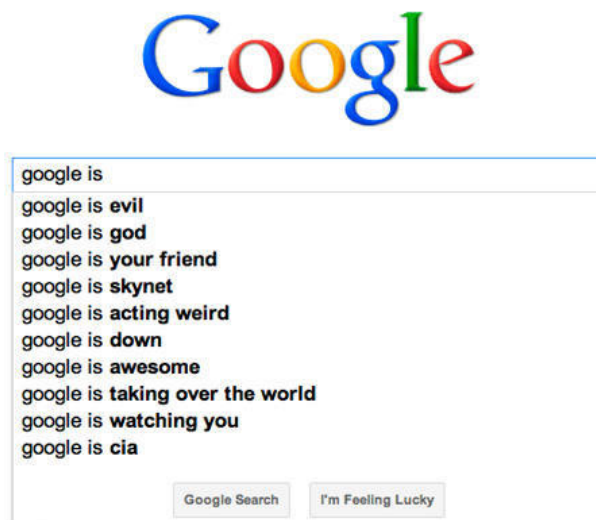 Google
google is
google is evil
google is god
google is your friend
google is skynet
google is acting weird
google is down
google is awesome
google is taking over the world
google is watching you
google is cia
Google Search I'm Feeling Lucky